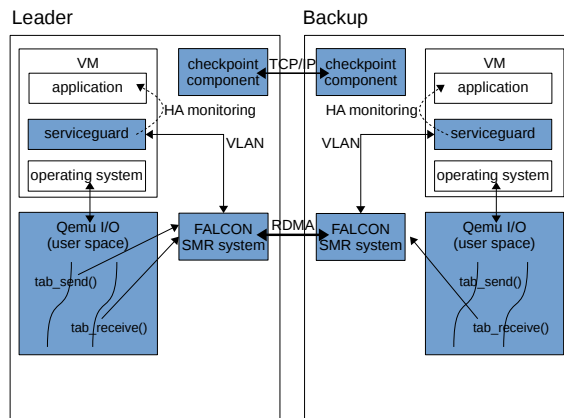 Leader
Backup
VM
application
HA monitoring
serviceguard
VLAN
operating system
Qemu I/O
(user space)
tab_send()
tab_receive()
checkpoint
component
TCP/IP
checkpoint
component
FALCON
SMR system
RDMA
FALCON
SMR system
VM
application
HA monitoring
serviceguard
VLAN
operating system
Qemu I/O
(user space)
tab_send()
tab_receive()